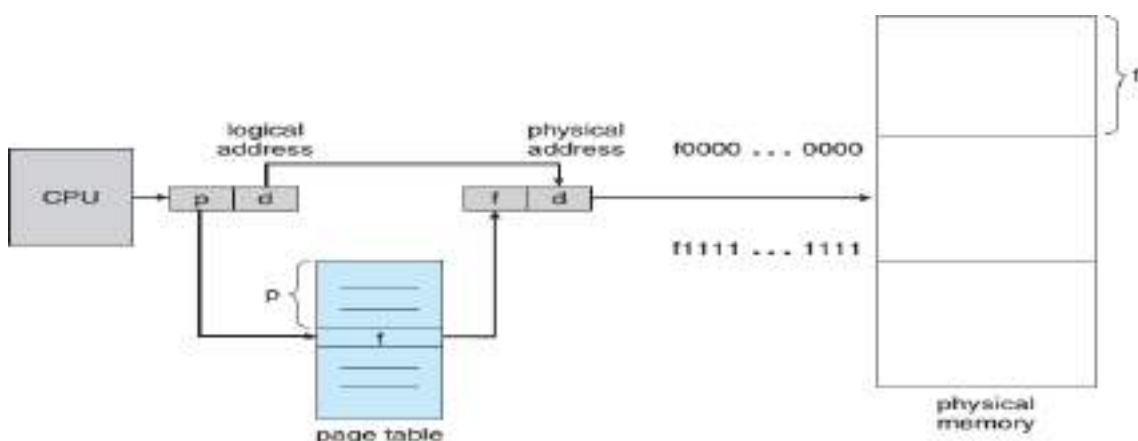 f
logical
address
physical
address
f0000 ... 0000
CPU
p
d
f
d
f1111 ... 1111
p
f
page table
physical
memory